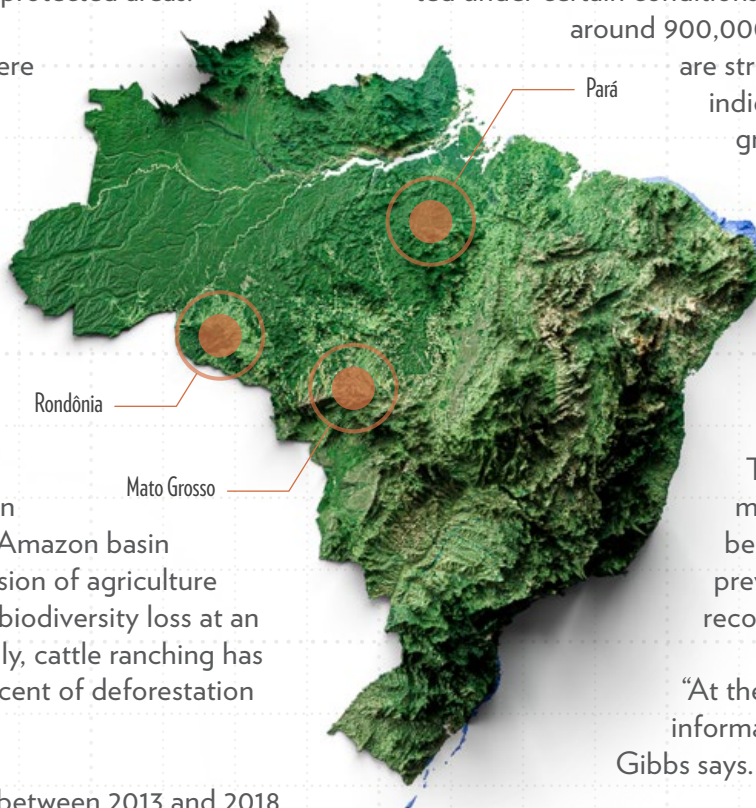 protected areas.
ted under certain conditions
around 900,000
ere
are str
indic
gr
Pará
Rondônia
Mato Grosso
n
Amazon basin
sion of agriculture
biodiversity loss at an
ly, cattle ranching has
cent of deforestation
between 2013 and 2018
T
m
be
prev
reco
“At the
informa
Gibbs says.